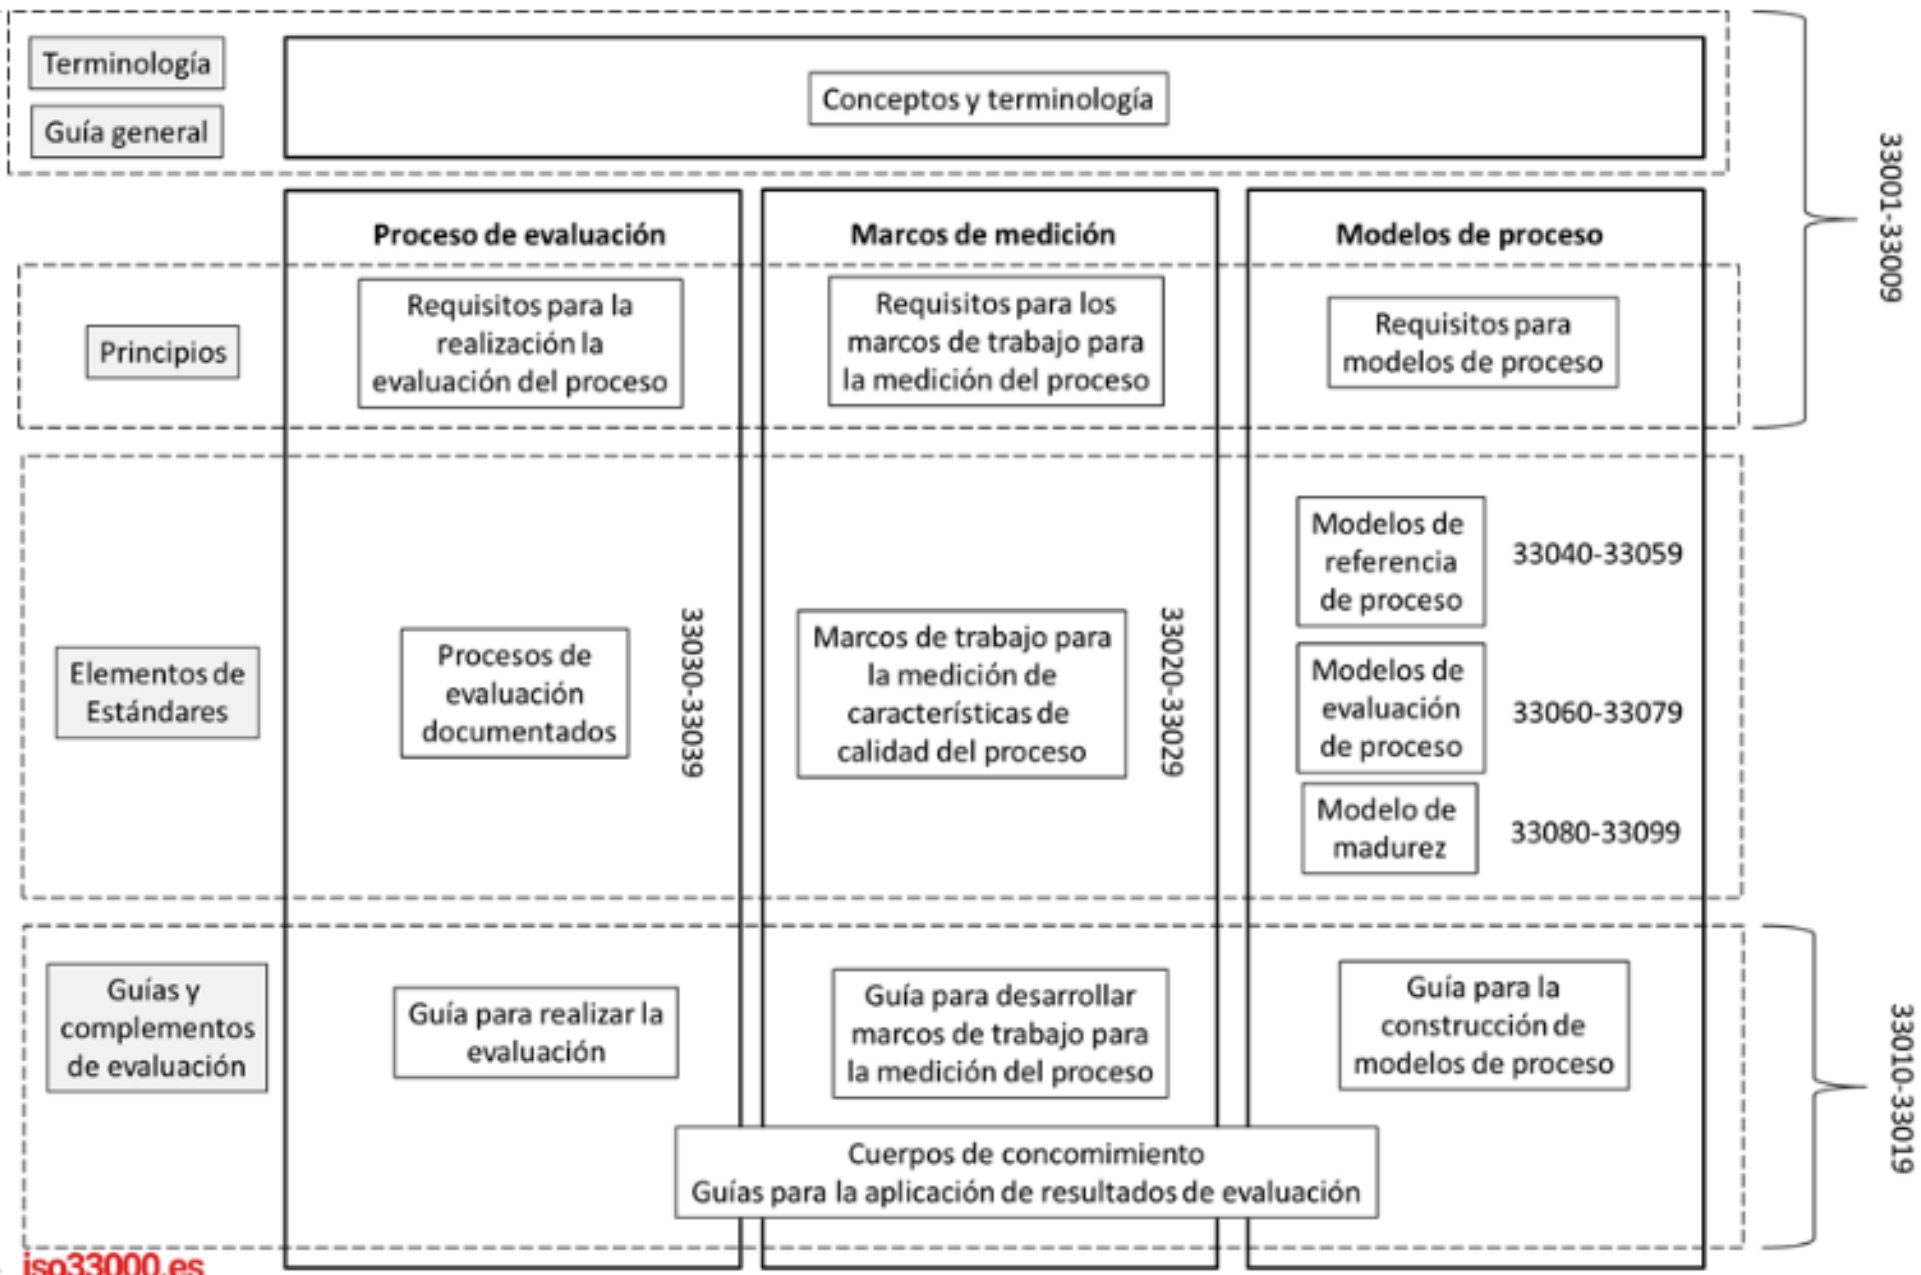 Terminología
Guía general
Conceptos y terminología
33001-33009
Proceso de evaluación
Marcos de medición
Modelos de proceso
Principios
Requisitos para la
realización la
evaluación del proceso
Requisitos para los
marcos de trabajo para
la medición del proceso
Requisitos para
modelos de proceso
Elementos de
Estándares
Procesos de
evaluación
documentados
33030-33039
Marcos de trabajo para
la medición de
características de
calidad del proceso
33020-33029
Modelos de
referencia
de proceso
33040-33059
Modelos de
evaluación
de proceso
33060-33079
Modelo de
madurez
33080-33099
Guías y
complementos
de evaluación
Guía para realizar la
evaluación
Guía para desarrollar
marcos de trabajo para
la medición del proceso
Guía para la
construcción de
modelos de proceso
33010-33019
Cuerpos de concomimiento
Guías para la aplicación de resultados de evaluación
iso33000.es